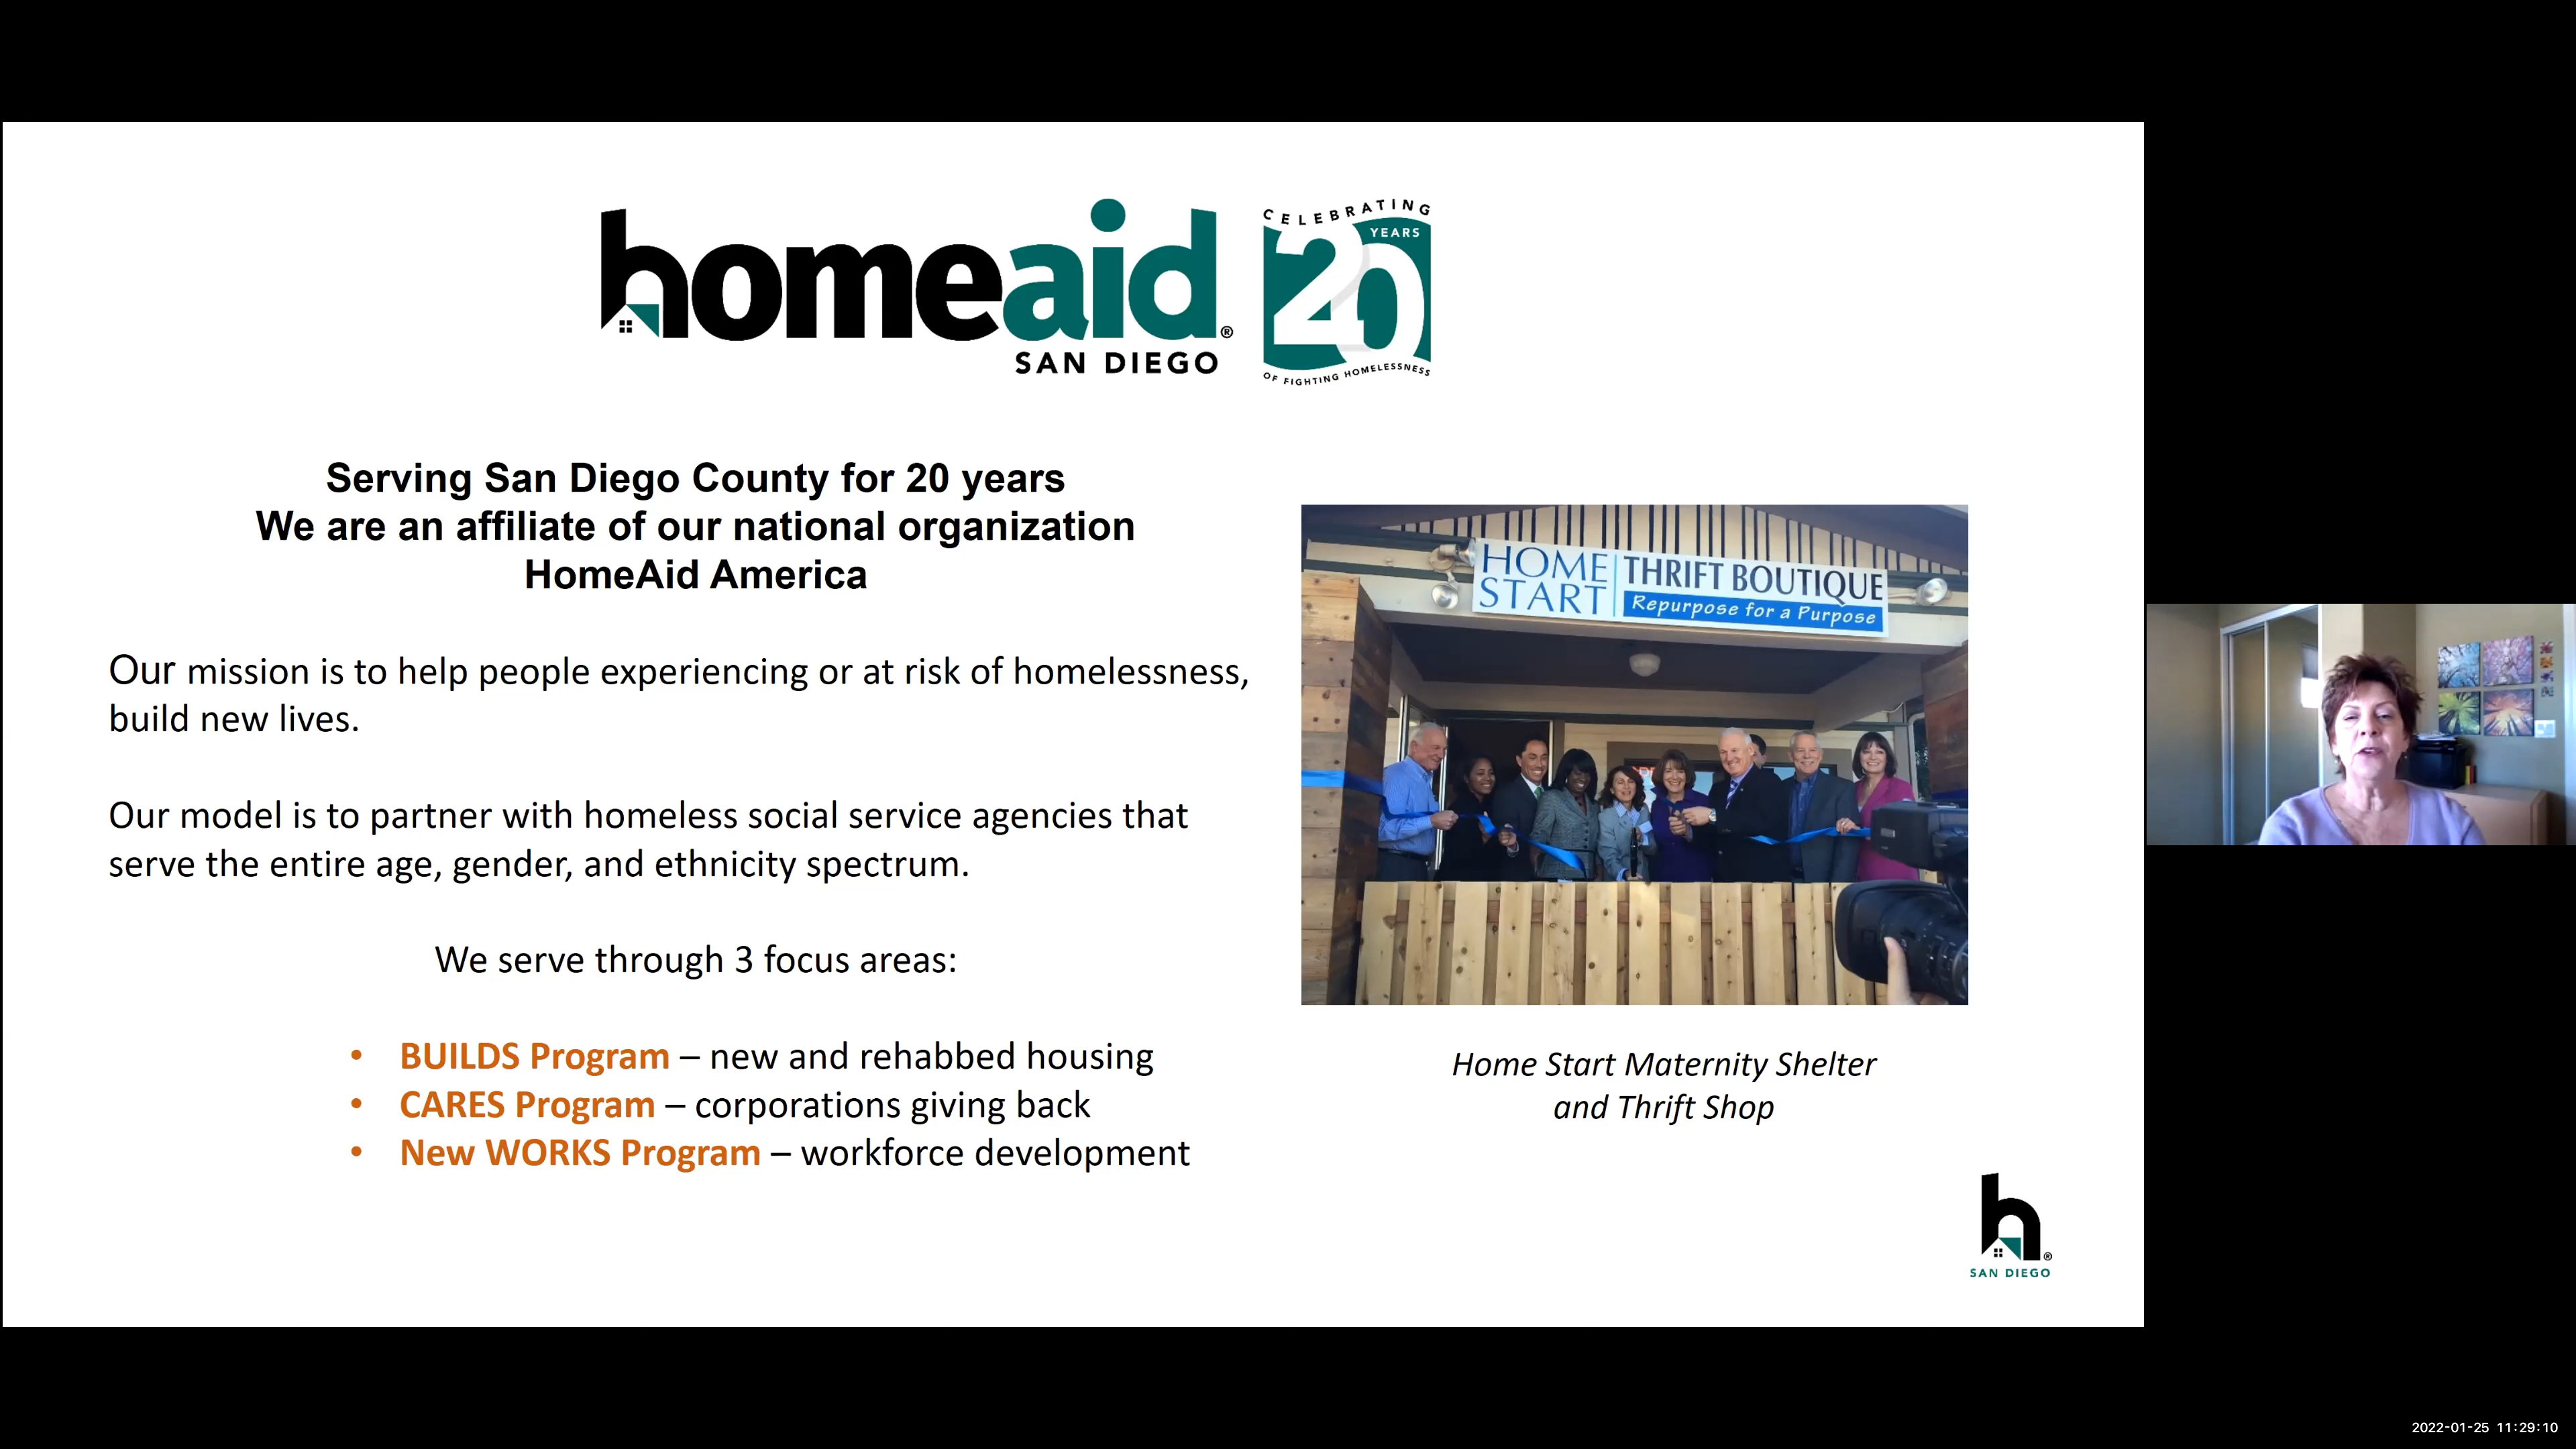 homeaid®
SAN DIEGO
CELEBRATING
20
YEARS
OF FIGHTING HOMELESSNESS
Serving San Diego County for 20 years
We are an affiliate of our national organization
HomeAid America
Our mission is to help people experiencing or at risk of homelessness,
build new lives.
Our model is to partner with homeless social service agencies that
serve the entire age, gender, and ethnicity spectrum.
We serve through 3 focus areas:
• BUILDS Program – new and rehabbed housing
• CARES Program – corporations giving back
• New WORKS Program – workforce development
HOME
START
THRIFT BOUTIQUE
Repurpose for a Purpose
Home Start Maternity Shelter
and Thrift Shop
h®
SAN DIEGO
2022-01-25 11:29:10